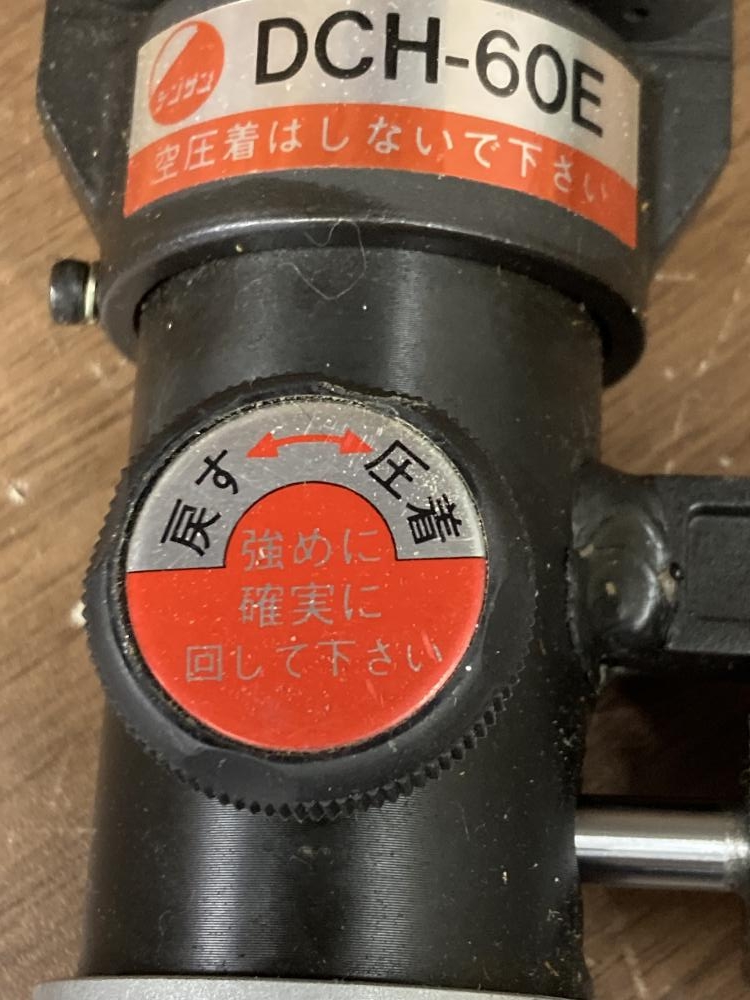 デンサン
DCH-60E
空圧着はしないで下さい
戻す 圧着
強めに
確実に
回して下さい